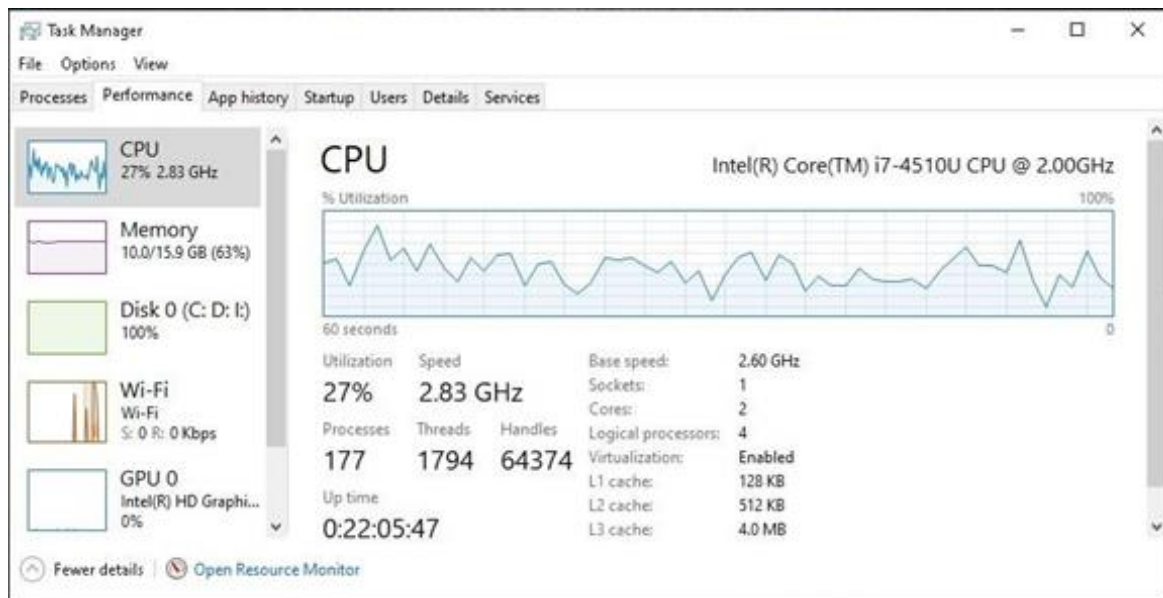 Task Manager
File Options View
Processes Performance App history Startup Users Details Services
CPU
27% 2.83 GHz
Memory
10.0/15.9 GB (63%)
Disk 0 (C: D: I:)
100%
Wi-Fi
Wi-Fi
S: 0 R: 0 Kbps
GPU 0
Intel(R) HD Graphi...
0%
CPU Intel(R) Core(TM) i7-4510U CPU @ 2.00GHz
% Utilization 100%
60 seconds 0
Utilization Speed
27% 2.83 GHz
Processes Threads Handles
177 1794 64374
Up time
0:22:05:47
Base speed: 2.60 GHz
Sockets: 1
Cores: 2
Logical processors: 4
Virtualization: Enabled
L1 cache: 128 KB
L2 cache: 512 KB
L3 cache: 4.0 MB
Fewer details Open Resource Monitor